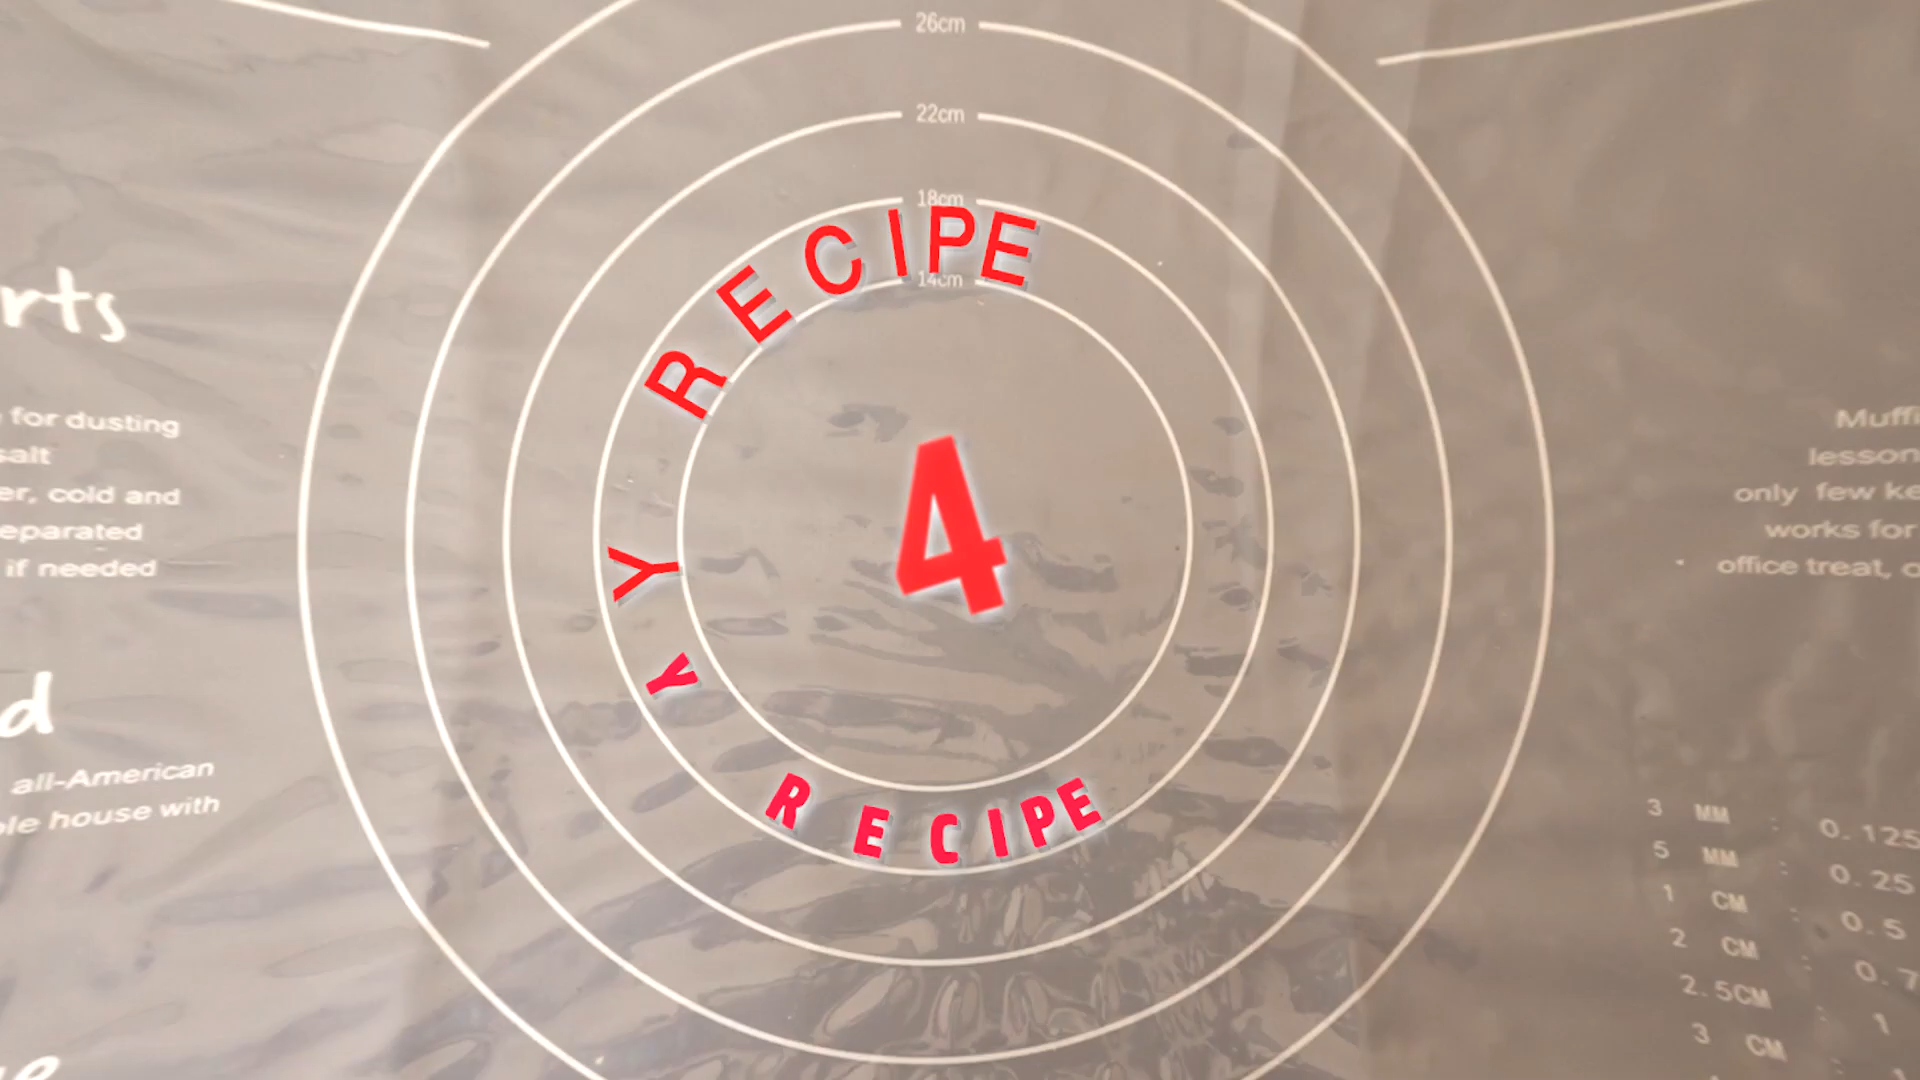 26cm
22cm
18cm
14cm
Y RECIPE
4
Y RECIPE
rts
for dusting
salt
er, cold and
eparated
if needed
d
all-American
ole house with
Muffi
lesson
only few ke
works for
office treat, o
3 MM : 0.125
5 MM : 0.25
1 CM : 0.5
2 CM : 0.7
2.5CM : 1
3 CM :